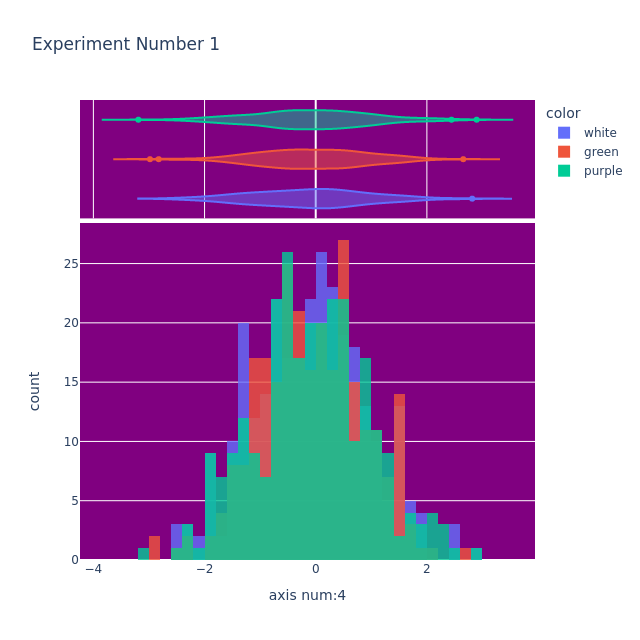 Experiment Number 1
color
white
green
purple
25
20
15
10
5
0
count
−4
−2
0
2
axis num:4